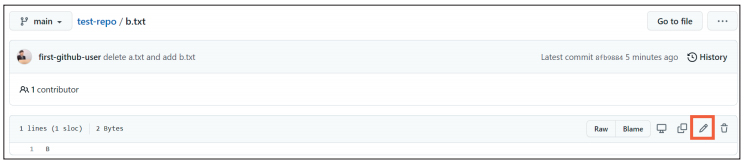 main test-repo / b.txt Go to file ...
first-github-user delete a.txt and add b.txt Latest commit 8fb9884 5 minutes ago History
1 contributor
1 lines (1 sloc) 2 Bytes Raw Blame
1 B